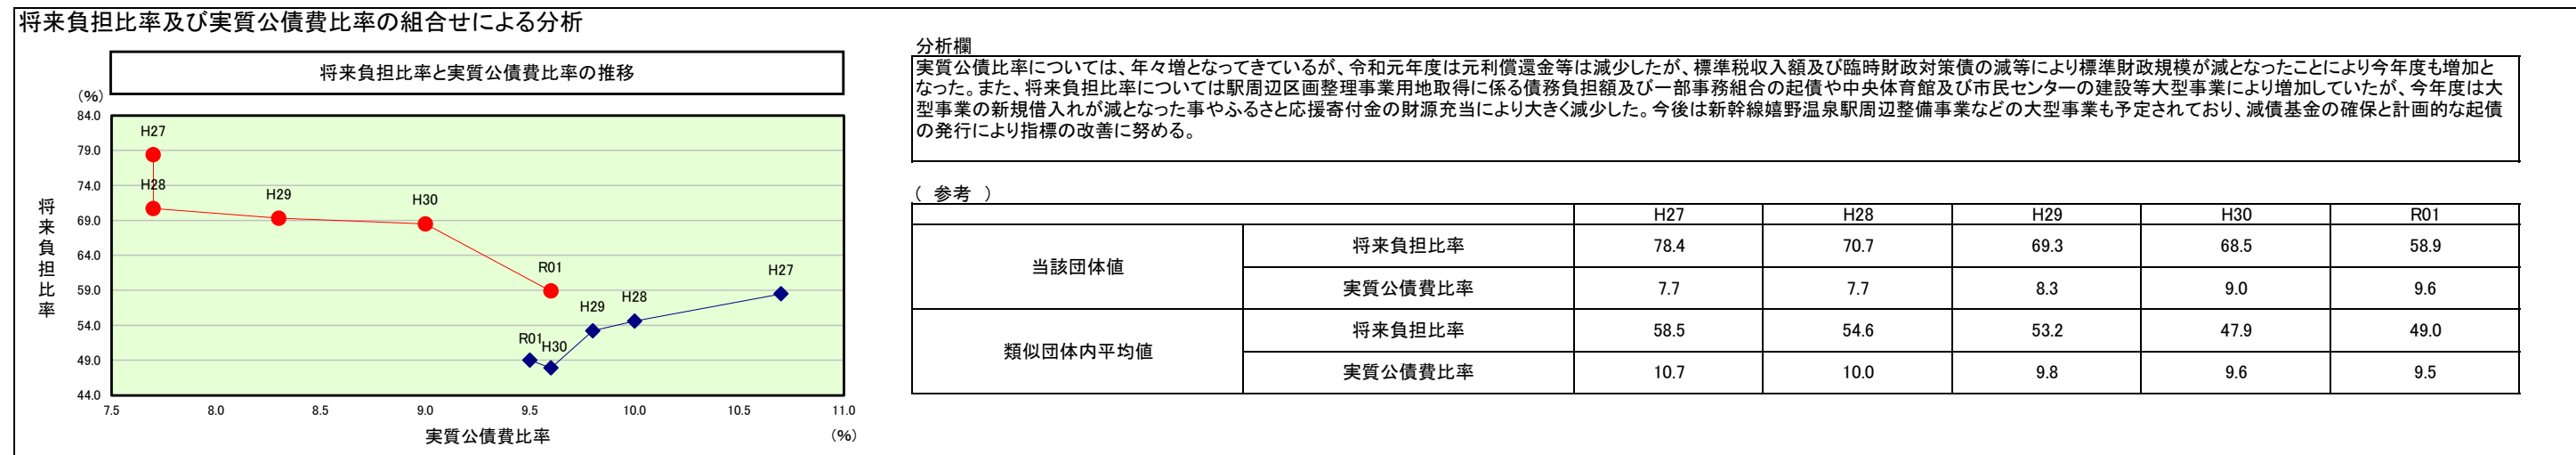 将来負担比率及び実質公債費比率の組合せによる分析
将来負担比率と実質公債費比率の推移
(%)
84.0
79.0
74.0
69.0
64.0
59.0
54.0
49.0
44.0
将来負担比率
H27
H28
H29
H30
R01
H27
H28
H29
R01
H30
7.5 8.0 8.5 9.0 9.5 10.0 10.5 11.0
実質公債費比率 (%)
分析欄
実質公債比率については、年々増となってきているが、令和元年度は元利償還金等は減少したが、標準税収入額及び臨時財政対策債の減等により標準財政規模が減となったことにより今年度も増加と
なった。また、将来負担比率については駅周辺区画整理事業用地取得に係る債務負担額及び一部事務組合の起債や中央体育館及び市民センターの建設等大型事業により増加していたが、今年度は大
型事業の新規借入れが減となった事やふるさと応援寄付金の財源充当により大きく減少した。今後は新幹線嬉野温泉駅周辺整備事業などの大型事業も予定されており、減債基金の確保と計画的な起債
の発行により指標の改善に努める。
( 参考 )
H27 H28 H29 H30 R01
当該団体値
将来負担比率 78.4 70.7 69.3 68.5 58.9
実質公債費比率 7.7 7.7 8.3 9.0 9.6
類似団体内平均値
将来負担比率 58.5 54.6 53.2 47.9 49.0
実質公債費比率 10.7 10.0 9.8 9.6 9.5